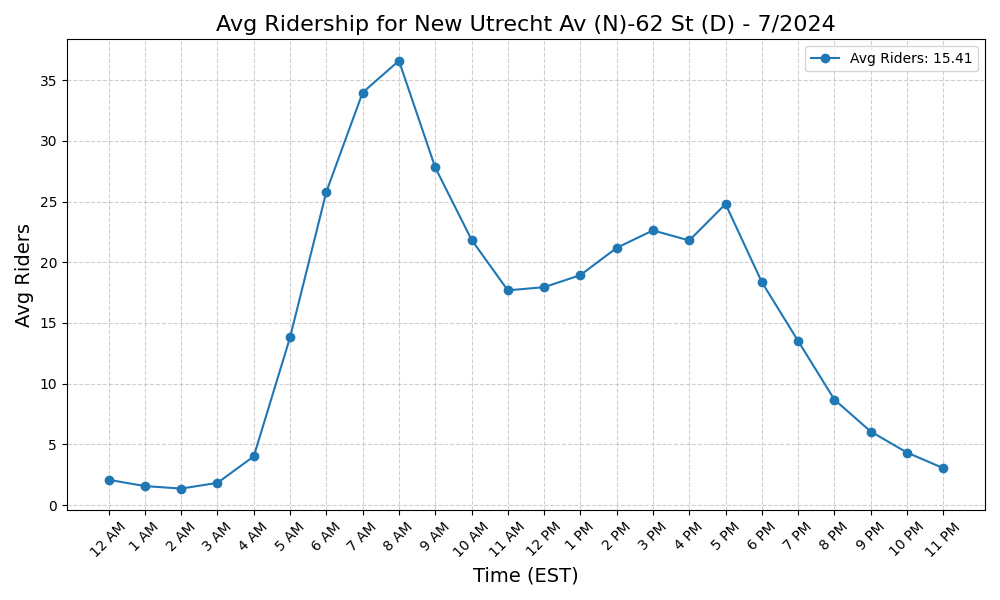 Avg Ridership for New Utrecht Av (N)-62 St (D) - 7/2024
Avg Riders: 15.41
Avg Riders
35
30
25
20
15
10
5
0
12 AM
1 AM
2 AM
3 AM
4 AM
5 AM
6 AM
7 AM
8 AM
9 AM
10 AM
11 AM
12 PM
1 PM
2 PM
3 PM
4 PM
5 PM
6 PM
7 PM
8 PM
9 PM
10 PM
11 PM
Time (EST)